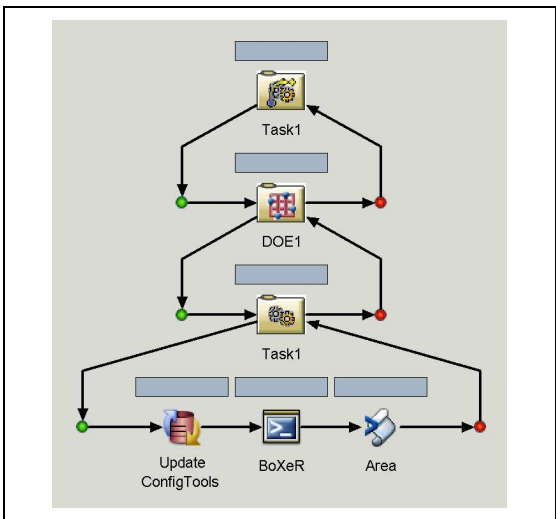 Task1
DOE1
Task1
Update
ConfigTools
BoXeR
Area